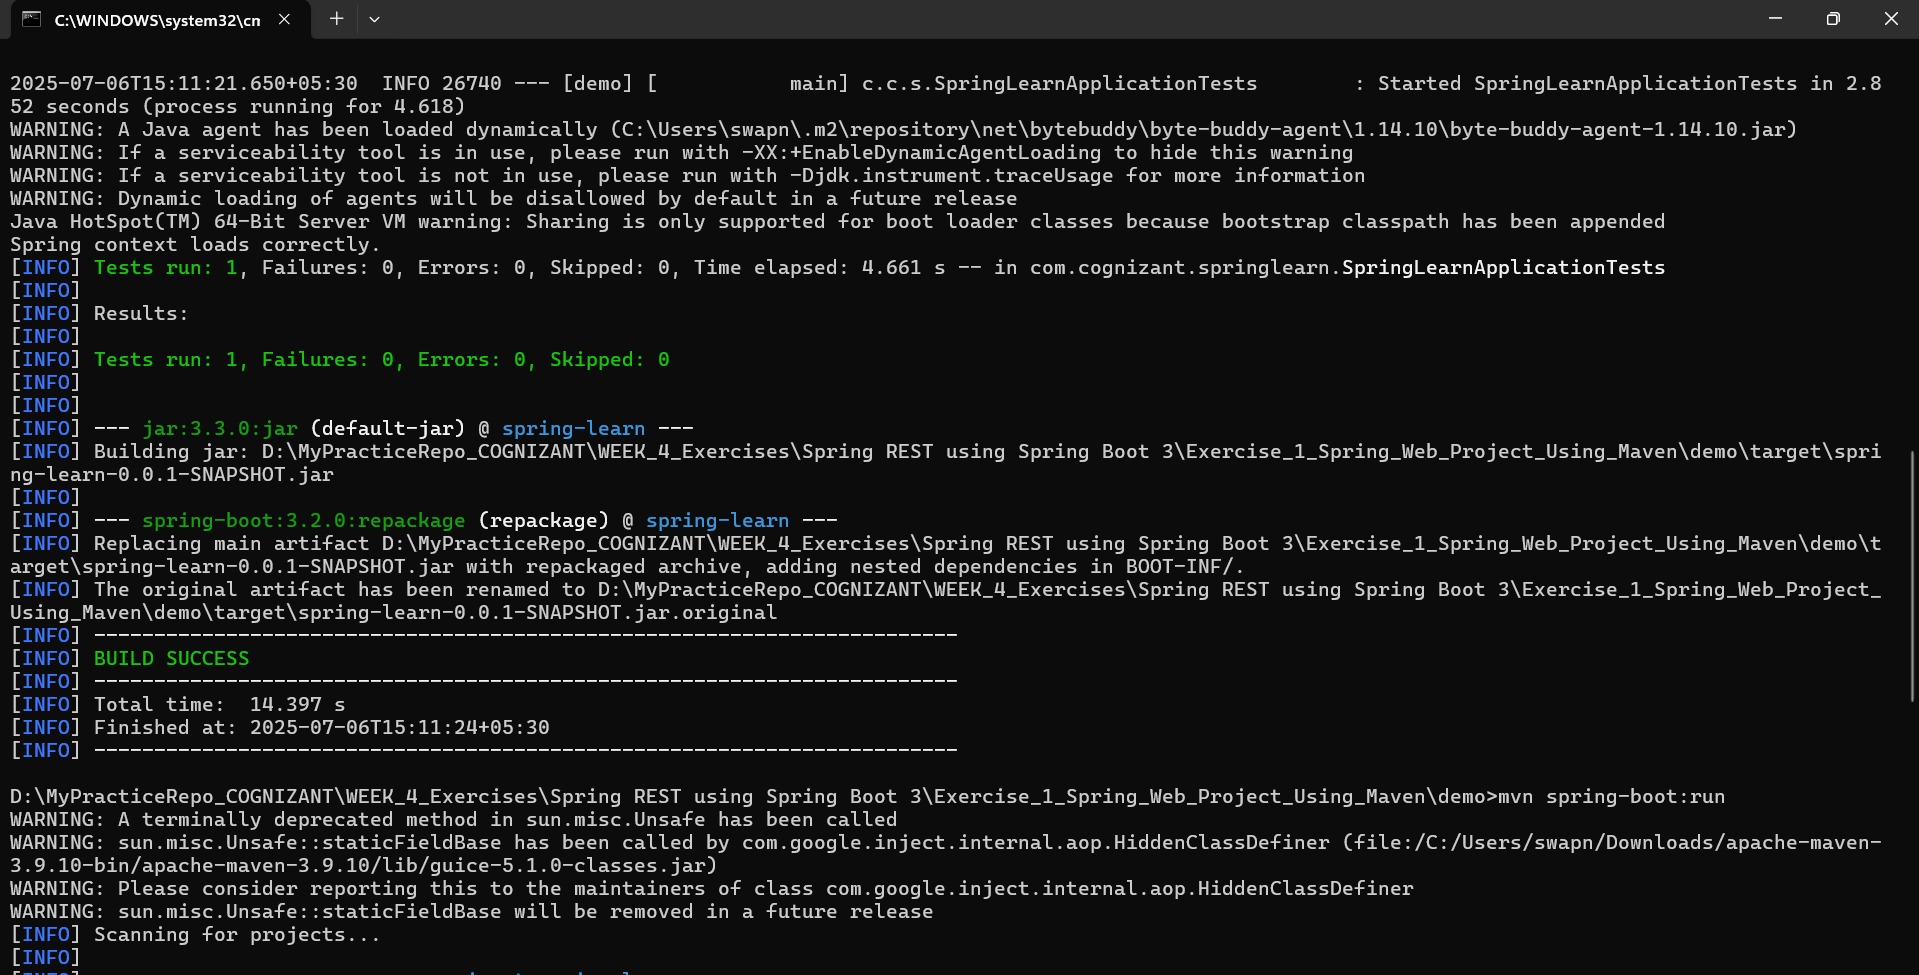 C:\WINDOWS\system32\cn
2025-07-06T15:11:21.650+05:30  INFO 26740 --- [demo] [           main] c.c.s.SpringLearnApplicationTests        : Started SpringLearnApplicationTests in 2.8
52 seconds (process running for 4.618)
WARNING: A Java agent has been loaded dynamically (C:\Users\swapn\.m2\repository\net\bytebuddy\byte-buddy-agent\1.14.10\byte-buddy-agent-1.14.10.jar)
WARNING: If a serviceability tool is in use, please run with -XX:+EnableDynamicAgentLoading to hide this warning
WARNING: If a serviceability tool is not in use, please run with -Djdk.instrument.traceUsage for more information
WARNING: Dynamic loading of agents will be disallowed by default in a future release
Java HotSpot(TM) 64-Bit Server VM warning: Sharing is only supported for boot loader classes because bootstrap classpath has been appended
Spring context loads correctly.
[INFO] Tests run: 1, Failures: 0, Errors: 0, Skipped: 0, Time elapsed: 4.661 s -- in com.cognizant.springlearn.SpringLearnApplicationTests
[INFO]
[INFO] Results:
[INFO]
[INFO] Tests run: 1, Failures: 0, Errors: 0, Skipped: 0
[INFO]
[INFO]
[INFO] --- jar:3.3.0:jar (default-jar) @ spring-learn ---
[INFO] Building jar: D:\MyPracticeRepo_COGNIZANT\WEEK_4_Exercises\Spring REST using Spring Boot 3\Exercise_1_Spring_Web_Project_Using_Maven\demo\target\spri
ng-learn-0.0.1-SNAPSHOT.jar
[INFO]
[INFO] --- spring-boot:3.2.0:repackage (repackage) @ spring-learn ---
[INFO] Replacing main artifact D:\MyPracticeRepo_COGNIZANT\WEEK_4_Exercises\Spring REST using Spring Boot 3\Exercise_1_Spring_Web_Project_Using_Maven\demo\t
arget\spring-learn-0.0.1-SNAPSHOT.jar with repackaged archive, adding nested dependencies in BOOT-INF/.
[INFO] The original artifact has been renamed to D:\MyPracticeRepo_COGNIZANT\WEEK_4_Exercises\Spring REST using Spring Boot 3\Exercise_1_Spring_Web_Project_
Using_Maven\demo\target\spring-learn-0.0.1-SNAPSHOT.jar.original
[INFO] ------------------------------------------------------------------------
[INFO] BUILD SUCCESS
[INFO] ------------------------------------------------------------------------
[INFO] Total time:  14.397 s
[INFO] Finished at: 2025-07-06T15:11:24+05:30
[INFO] ------------------------------------------------------------------------
D:\MyPracticeRepo_COGNIZANT\WEEK_4_Exercises\Spring REST using Spring Boot 3\Exercise_1_Spring_Web_Project_Using_Maven\demo>mvn spring-boot:run
WARNING: A terminally deprecated method in sun.misc.Unsafe has been called
WARNING: sun.misc.Unsafe::staticFieldBase has been called by com.google.inject.internal.aop.HiddenClassDefiner (file:/C:/Users/swapn/Downloads/apache-maven-
3.9.10-bin/apache-maven-3.9.10/lib/guice-5.1.0-classes.jar)
WARNING: Please consider reporting this to the maintainers of class com.google.inject.internal.aop.HiddenClassDefiner
WARNING: sun.misc.Unsafe::staticFieldBase will be removed in a future release
[INFO] Scanning for projects...
[INFO]